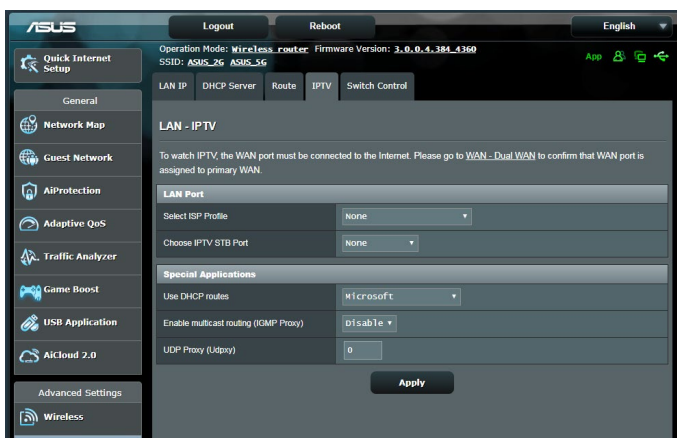 ASUS
Logout
Reboot
English
Quick Internet
Setup
Operation Mode: Wireless router Firmware Version: 3.0.0.4.384_4360
SSID: ASUS_2G ASUS_5G
App
LAN IP
DHCP Server
Route
IPTV
Switch Control
General
Network Map
Guest Network
AiProtection
Adaptive QoS
Traffic Analyzer
Game Boost
USB Application
AiCloud 2.0
Advanced Settings
Wireless
LAN - IPTV
To watch IPTV, the WAN port must be connected to the Internet. Please go to WAN - Dual WAN to confirm that WAN port is
assigned to primary WAN.
LAN Port
Select ISP Profile None
Choose IPTV STB Port None
Special Applications
Use DHCP routes Microsoft
Enable multicast routing (IGMP Proxy) Disable
UDP Proxy (Udpxy) 0
Apply